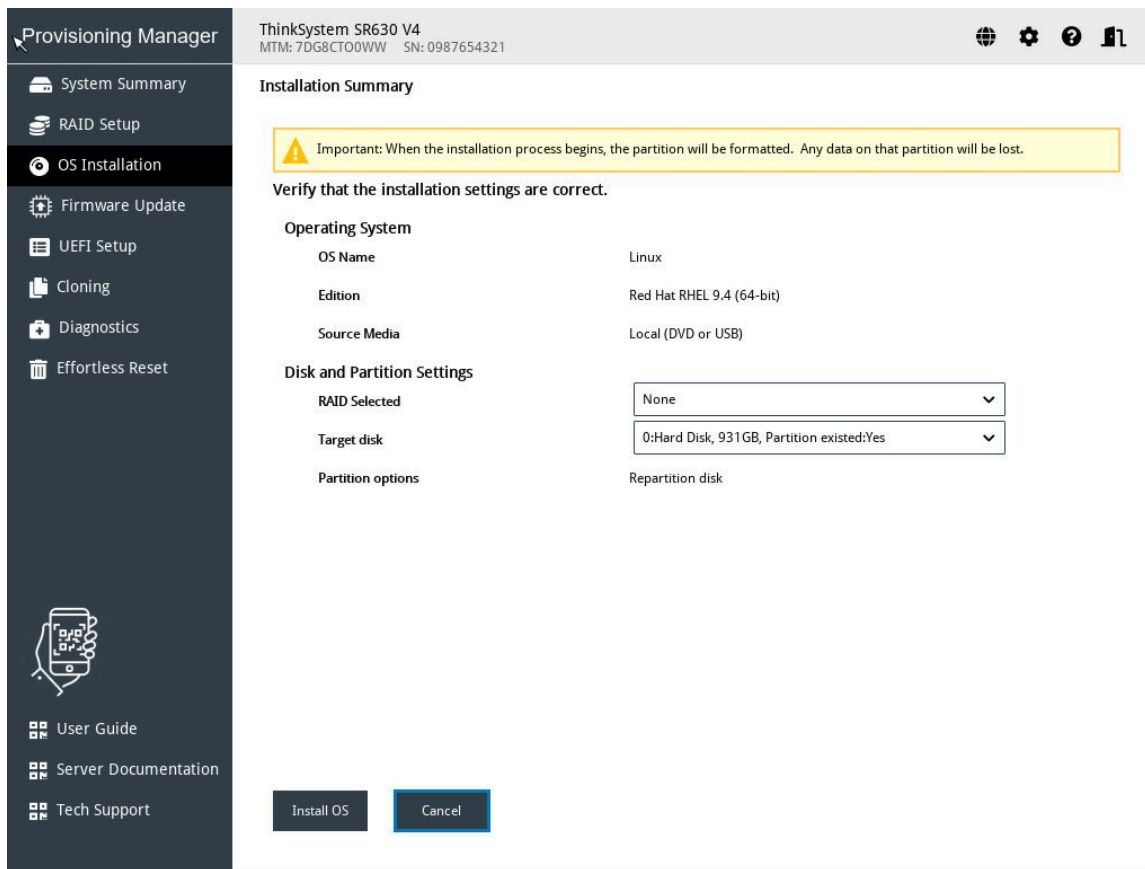 Provisioning Manager
ThinkSystem SR630 V4
MTM: 7DG8CTO0WW SN: 0987654321
System Summary
RAID Setup
OS Installation
Firmware Update
UEFI Setup
Cloning
Diagnostics
Effortless Reset
User Guide
Server Documentation
Tech Support
Installation Summary
Important: When the installation process begins, the partition will be formatted. Any data on that partition will be lost.
Verify that the installation settings are correct.
Operating System
OS Name Linux
Edition Red Hat RHEL 9.4 (64-bit)
Source Media Local (DVD or USB)
Disk and Partition Settings
RAID Selected None
Target disk 0:Hard Disk, 931GB, Partition existed:Yes
Partition options Repartition disk
Install OS Cancel